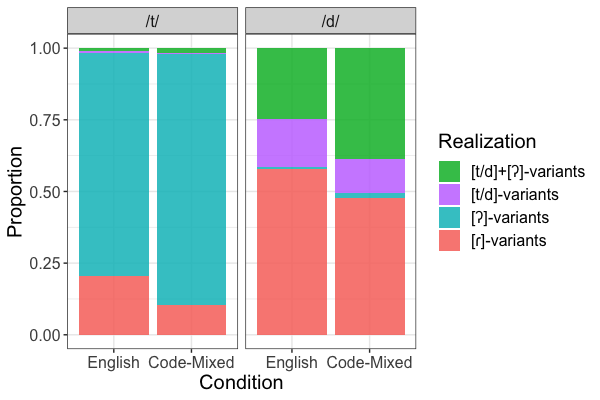 /t/
/d/
1.00
0.75
0.50
0.25
0.00
Proportion
English
Code-Mixed
English
Code-Mixed
Condition
Realization
[t/d]+[ʔ]-variants
[t/d]-variants
[ʔ]-variants
[ɾ]-variants